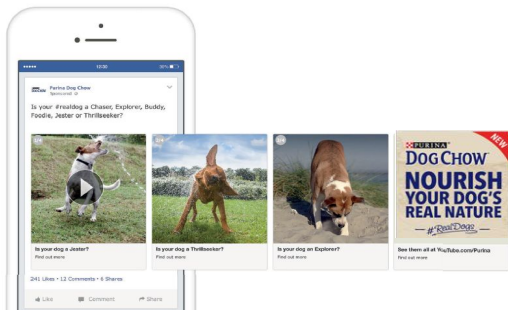 10:00
80%
Purina Dog Chow
Sponsored
Is your #realdog a Chaser, Explorer, Buddy,
Foodie, Jester or Thrillseeker?
Is your dog a Jester?
Find out more
Is your dog a Thrillseeker?
Find out more
Is your dog an Explorer?
Find out more
NEW
PURINA
DOG CHOW
NOURISH
YOUR DOG'S
REAL NATURE
#RealDogs
See them all at YouTube.com/Purina
Find out more
241 Likes • 12 Comments • 6 Shares
Like Comment Share